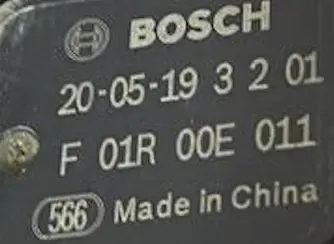 BOSCH
20-05-19 3 2 01
F 01R 00E 011
566 Made in China